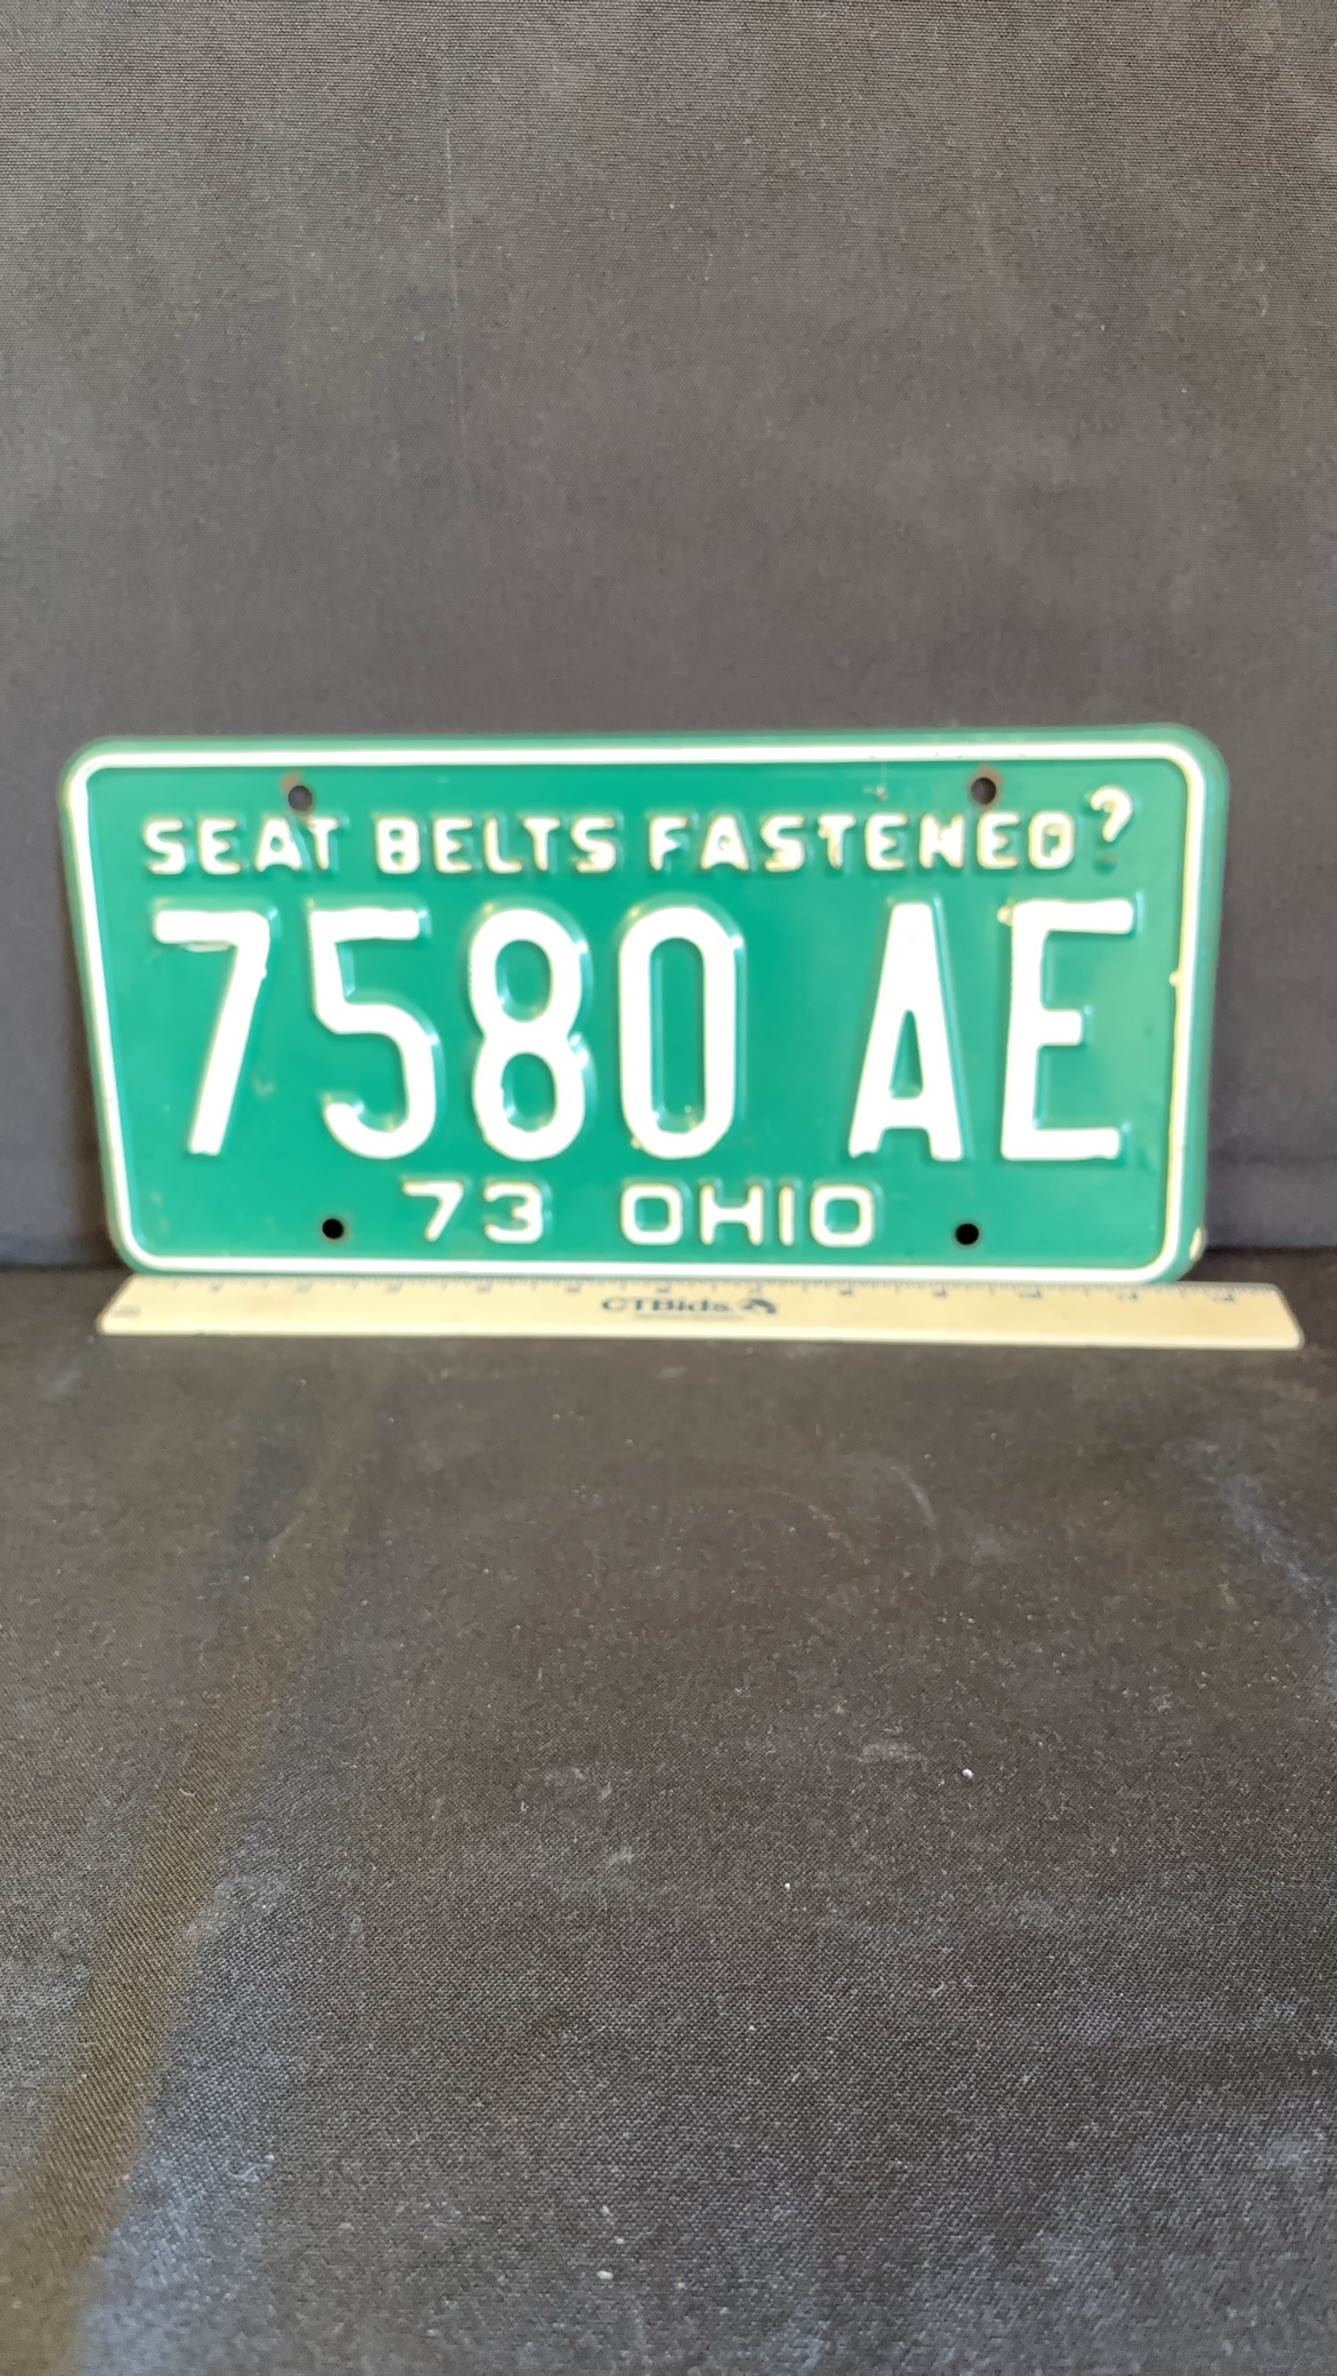 SEAT BELTS FASTENED?
7580 AE
73 OHIO
CTBids